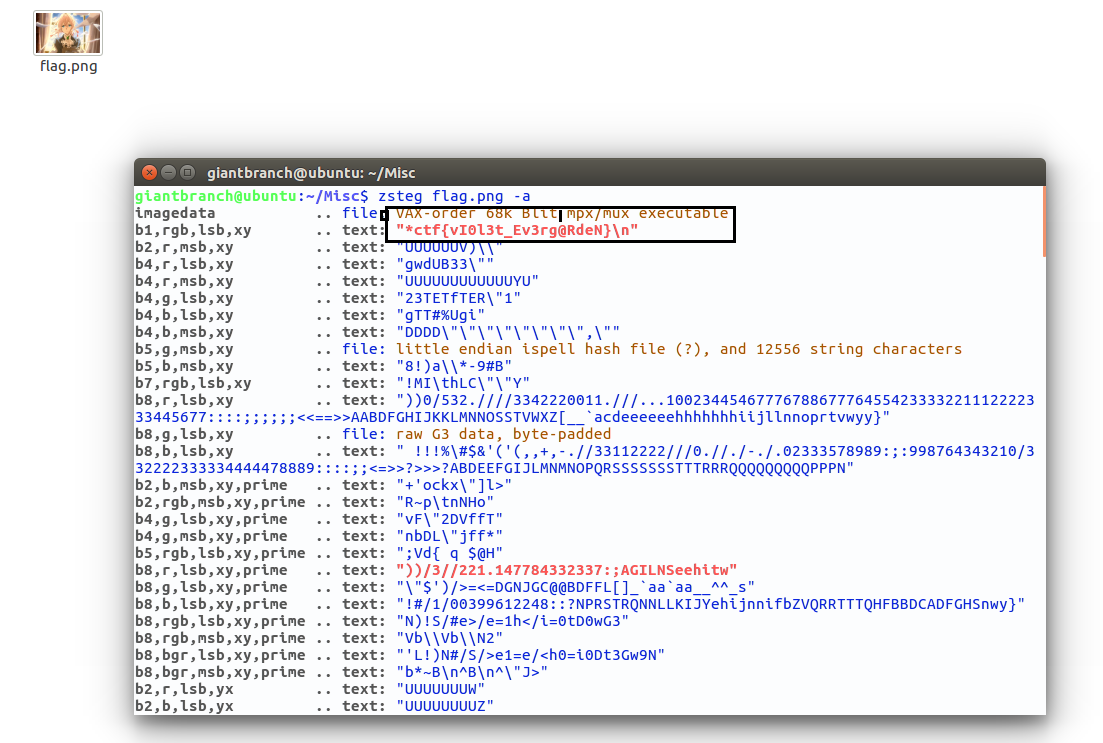 flag.png
giantbranch@ubuntu: ~/Misc
giantbranch@ubuntu:~/Misc$ zsteg flag.png -a
imagedata .. file: VAX-order 68k Blit mpx/mux executable
b1,rgb,lsb,xy .. text: "*ctf{vI0l3t_Ev3rg@RdeN}\n"
b2,r,msb,xy .. text: "UUUUUUV)\\"
b4,r,lsb,xy .. text: "gwdUB33\""
b4,r,msb,xy .. text: "UUUUUUUUUUUUYU"
b4,g,lsb,xy .. text: "23TETfTER\"1"
b4,b,lsb,xy .. text: "gTT#%Ugi"
b4,b,msb,xy .. text: "DDDD\"\"\"\"\"\"\"\",\""
b5,g,msb,xy .. file: little endian ispell hash file (?), and 12556 string characters
b5,b,msb,xy .. text: "8!)a\\*-9#B"
b7,rgb,lsb,xy .. text: "!MI\thLC\"\"Y"
b8,r,lsb,xy .. text: "))0/532.////3342220011.///...10023445467776788677764554233332211122223
33445677::::;;;;;;<<==>>AABDFGHIJKKLMNNOSSTVWXZ[__`acdeeeeeehhhhhhhiijllnnoprtvwyy}"
b8,g,lsb,xy .. file: raw G3 data, byte-padded
b8,b,lsb,xy .. text: " !!!%\#$&'('(,,+,-.//33112222///0.//./-./.02333578989:;:998764343210/3
322223333344444478889::::;;<=>>?>>>?ABDEEFGIJLMNMNOPQRSSSSSSSTTTRRRQQQQQQQQQPPPN"
b2,b,msb,xy,prime .. text: "+'ockx\"]l>"
b2,rgb,msb,xy,prime .. text: "R~p\tnNHo"
b4,g,lsb,xy,prime .. text: "vF\"2DVffT"
b4,g,msb,xy,prime .. text: "nbDL\"jff*"
b5,rgb,lsb,xy,prime .. text: ";Vd{ q $@H"
b8,r,lsb,xy,prime .. text: "))/3//221.147784332337:;AGILNSeehitw"
b8,g,lsb,xy,prime .. text: "\"$')/>=<=DGNJGC@@BDFFL[]_`aa`aa__^^_s"
b8,b,lsb,xy,prime .. text: "!#/1/00399612248::?NPRSTRQNNLLKIJYehijnnifbZVQRRTTTQHFBBDCADFGHSnwy}"
b8,rgb,lsb,xy,prime .. text: "N)!S/#e>/e=1h</i=0tD0wG3"
b8,rgb,msb,xy,prime .. text: "Vb\\Vb\\N2"
b8,bgr,lsb,xy,prime .. text: "'L!)N#/S/>e1=e/<h0=i0Dt3Gw9N"
b8,bgr,msb,xy,prime .. text: "b*~B\n^B\n^\"J>"
b2,r,lsb,yx .. text: "UUUUUUUW"
b2,b,lsb,yx .. text: "UUUUUUUUZ"